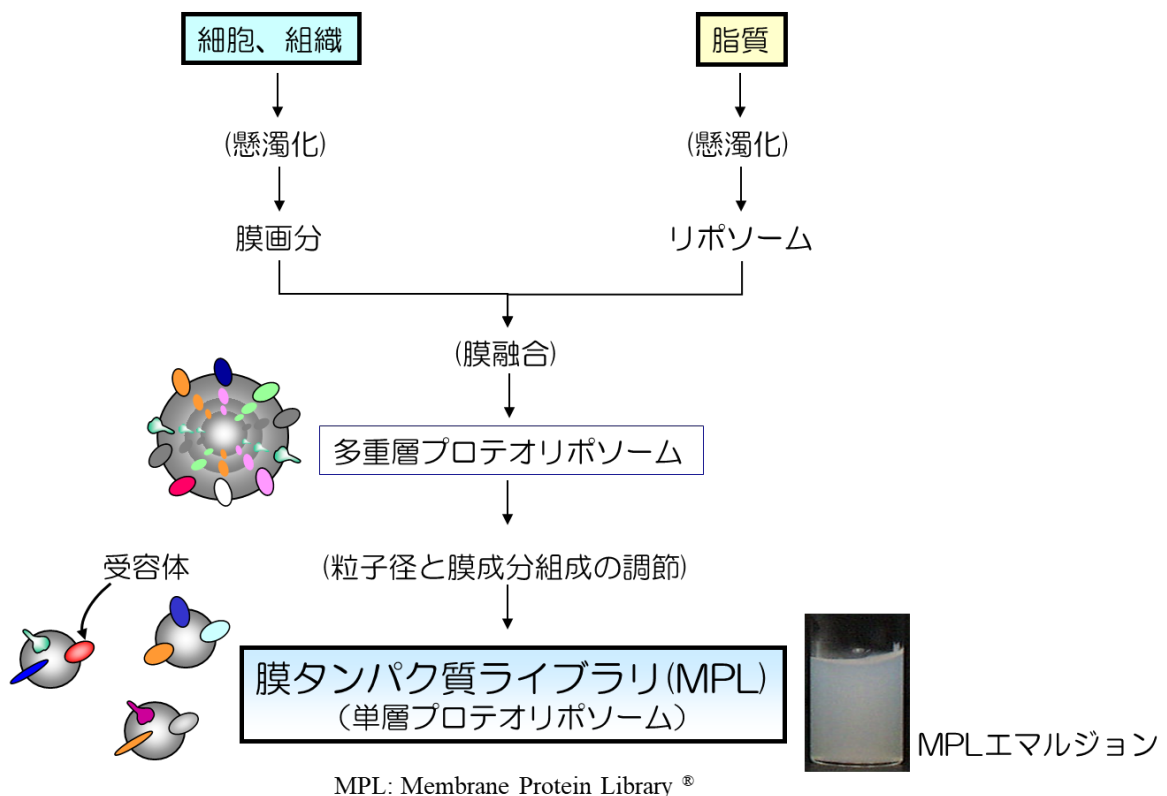 細胞、組織
脂質
(懸濁化)
(懸濁化)
膜画分
リポソーム
(膜融合)
多重層プロテオリポソーム
受容体
(粒子径と膜成分組成の調節)
膜タンパク質ライブラリ(MPL)
（単層プロテオリポソーム）
MPLエマルジョン
MPL: Membrane Protein Library ®